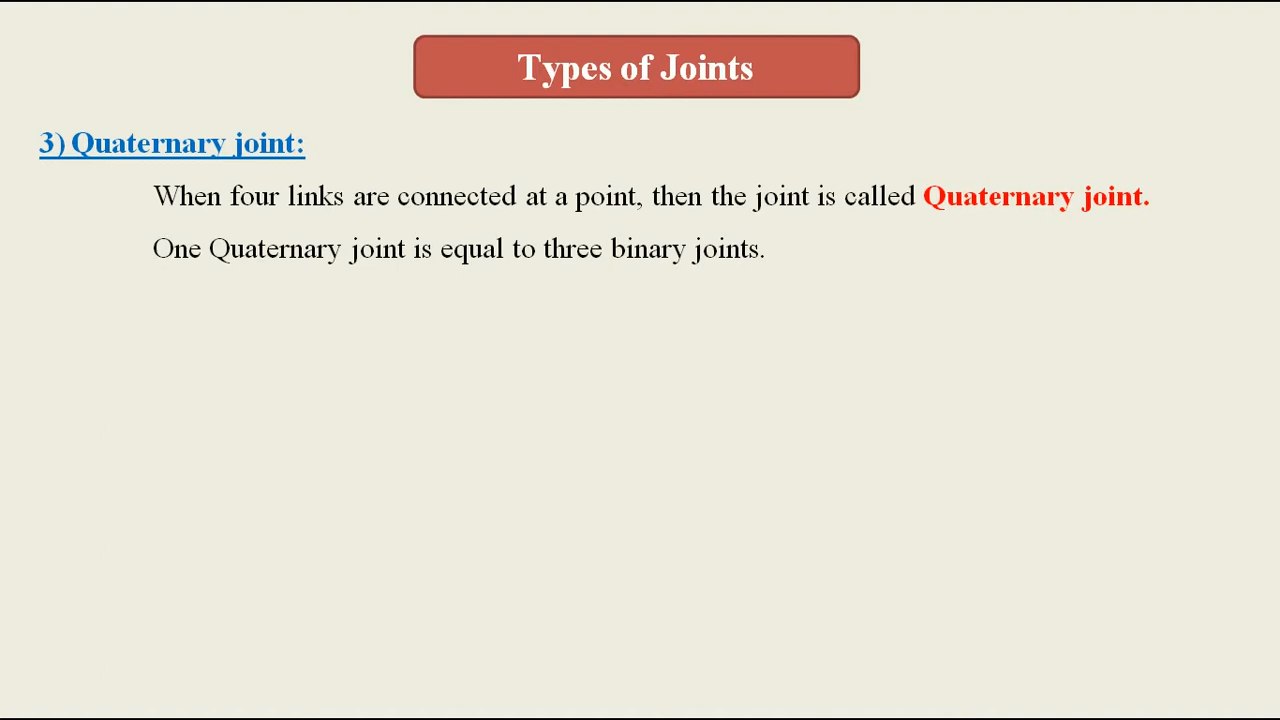 Types of Joints
3) Quaternary joint:
When four links are connected at a point, then the joint is called Quaternary joint.
One Quaternary joint is equal to three binary joints.